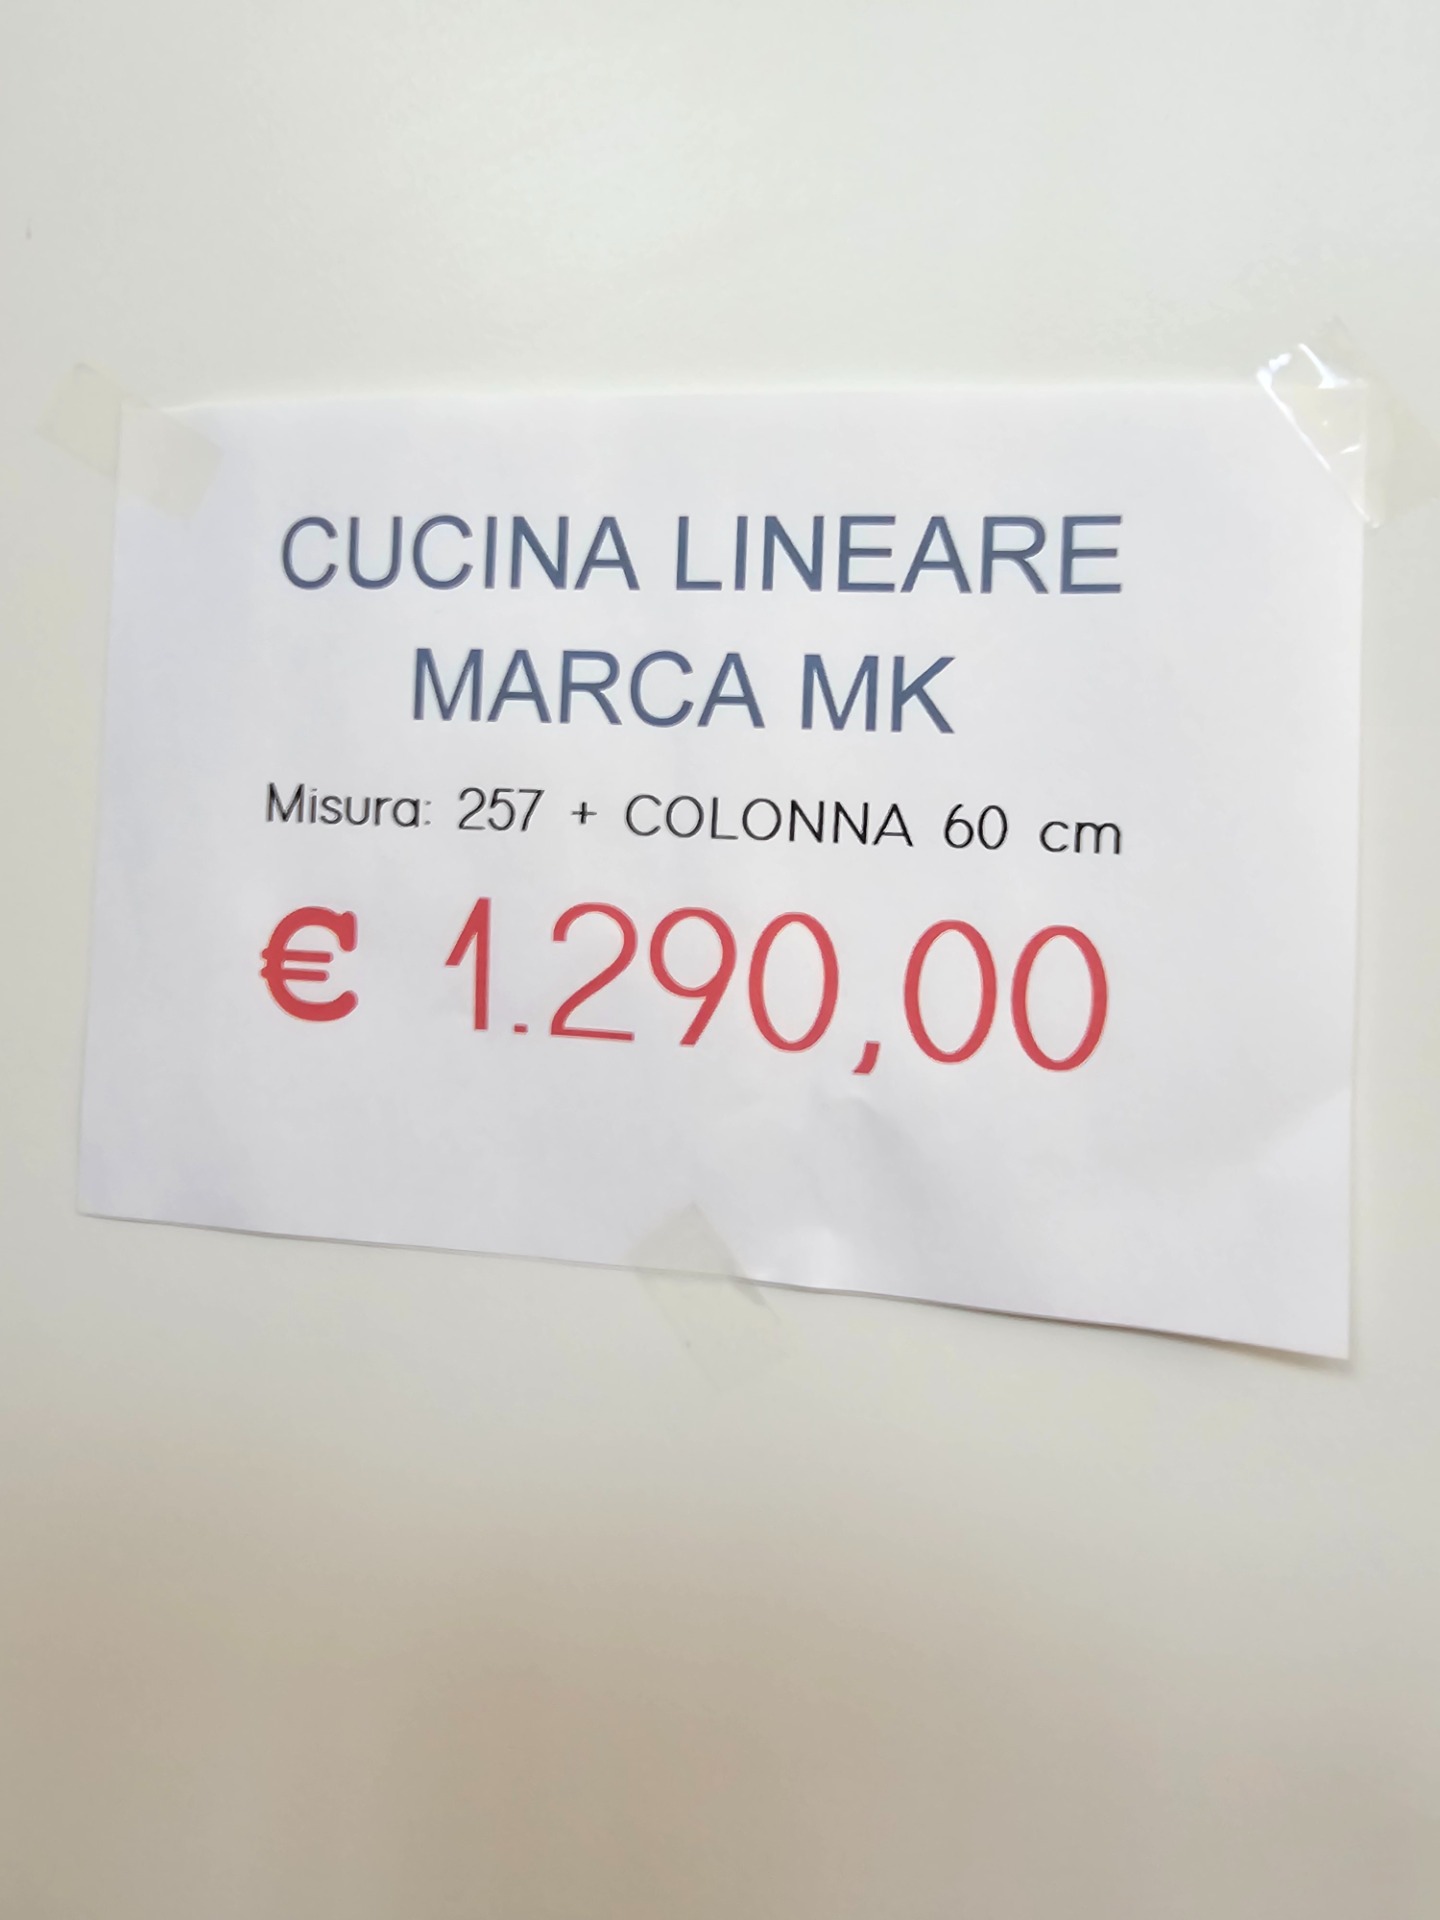 CUCINA LINEARE
MARCA MK
Misura: 257 + COLONNA 60 cm
€ 1.290,00